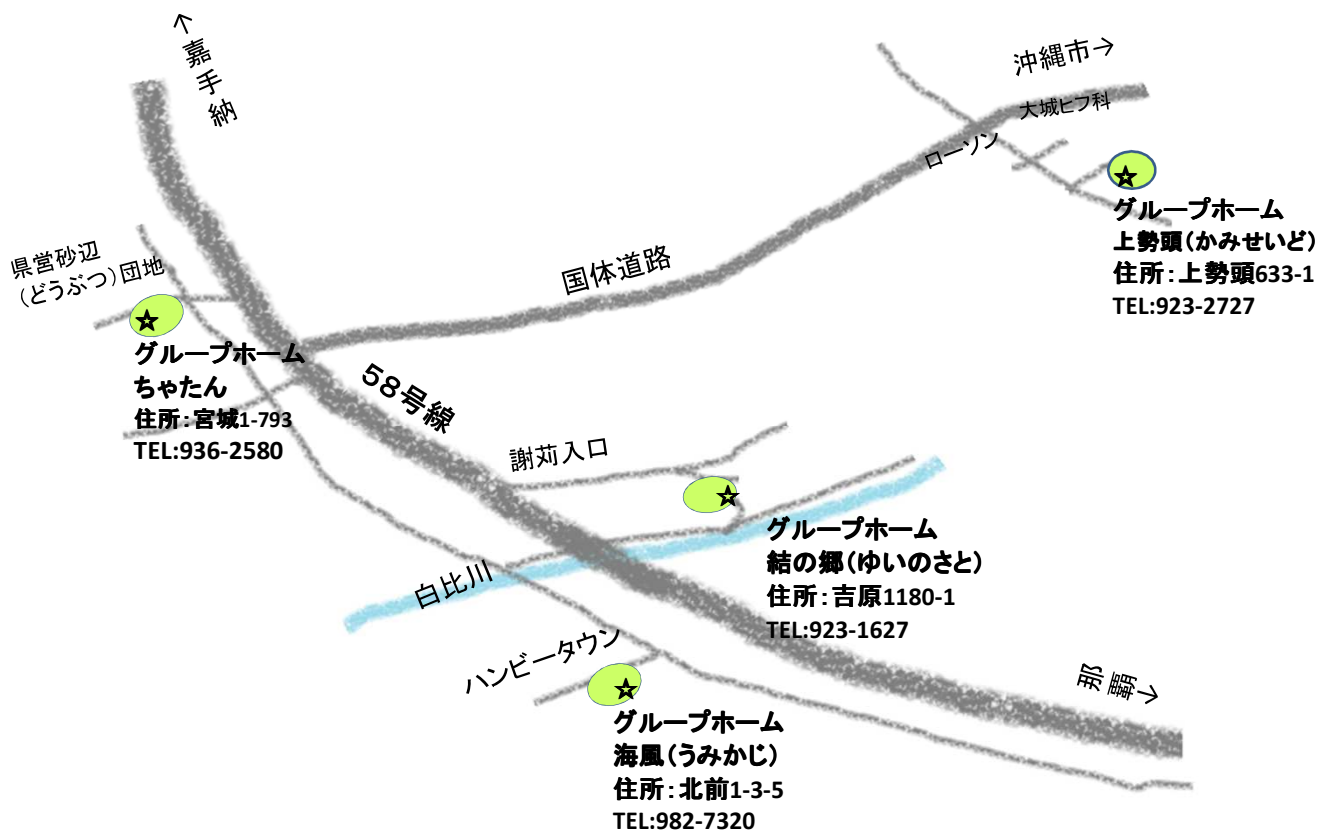 ↑嘉手納
沖縄市→
大城ヒフ科
ローソン
グループホーム
上勢頭(かみせいど)
住所:上勢頭633-1
TEL:923-2727
国体道路
県営砂辺
(どうぶつ)団地
グループホーム
ちゃたん
住所:宮城1-793
TEL:936-2580
58号線
謝苅入口
グループホーム
結の郷(ゆいのさと)
住所:吉原1180-1
TEL:923-1627
白比川
ハンビータウン
那覇→
グループホーム
海風(うみかじ)
住所:北前1-3-5
TEL:982-7320